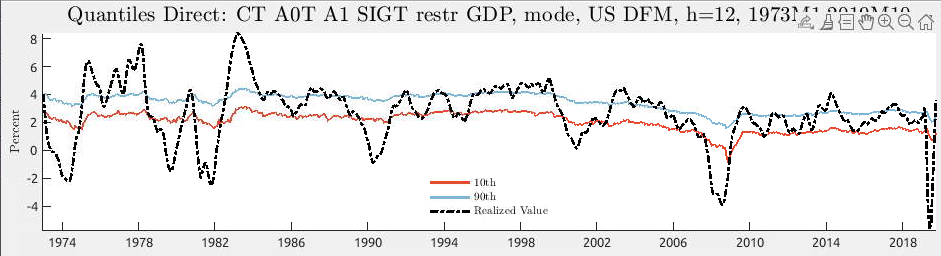 Quantiles Direct: CT A0T A1 SIGT restr GDP, mode, US DFM, h=12, 1973M1
8
6
4
2
0
-2
-4
Percent
10th
90th
Realized Value
1974 1978 1982 1986 1990 1994 1998 2002 2006 2010 2014 2018